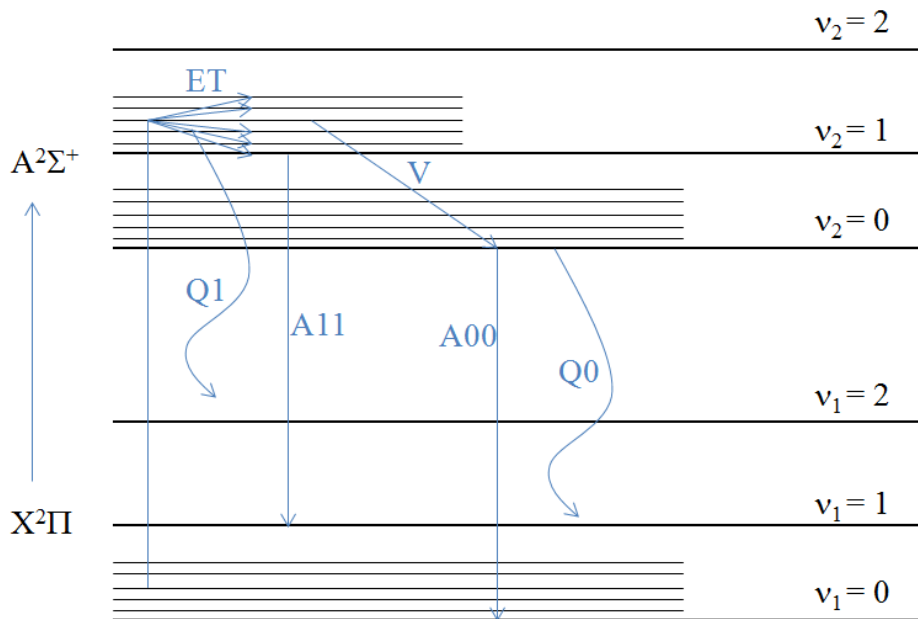 ν₂ = 2
ET
ν₂ = 1
A²Σ⁺
V
ν₂ = 0
Q1
A11
A00
Q0
ν₁ = 2
X²Π
ν₁ = 1
ν₁ = 0